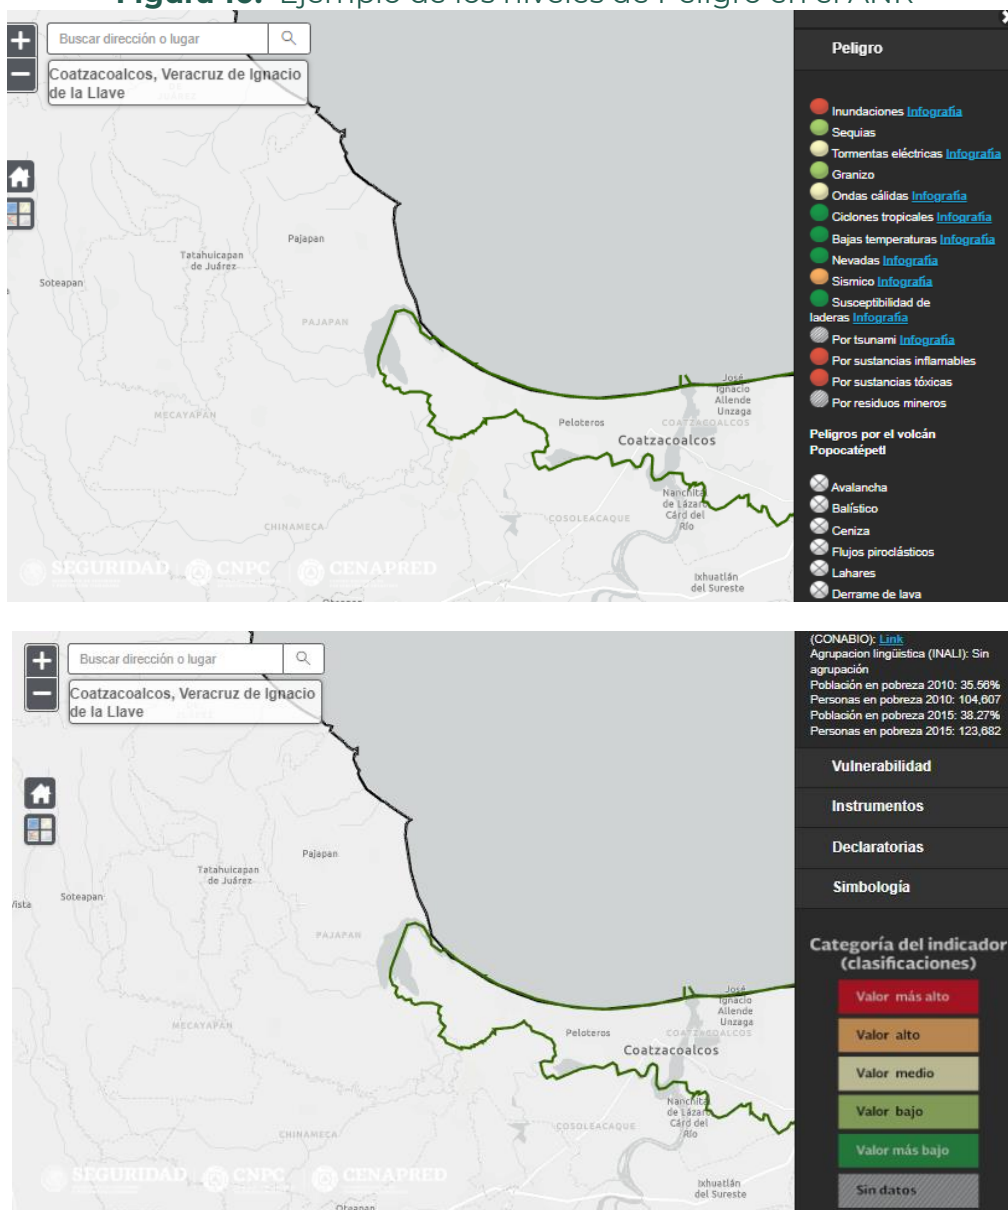 Figura 10. Ejemplo de los niveles de Peligro en el ANR
+
Buscar dirección o lugar
−
Coatzacoalcos, Veracruz de Ignacio
de la Llave
Pajapan
Tatahuicapan
de Juárez
Soteapan
PAJAPAN
MECAYAPAN
José
Ignacio
Allende
Unzaga
Peloteros
COATZACOALCOS
Coatzacoalcos
Nanchital
de Lázaro
Cárd del
Río
COSOLEACAQUE
CHINAMECA
Ixhuatlán
del Sureste
Oteapan
SEGURIDAD
CNPC
CENAPRED
Peligro
Inundaciones Infografía
Sequias
Tormentas eléctricas Infografía
Granizo
Ondas cálidas Infografía
Ciclones tropicales Infografía
Bajas temperaturas Infografía
Nevadas Infografía
Sismico Infografía
Susceptibilidad de
laderas Infografía
Por tsunami Infografía
Por sustancias inflamables
Por sustancias tóxicas
Por residuos mineros
Peligros por el volcán
Popocatépetl
Avalancha
Balístico
Ceniza
Flujos piroclásticos
Lahares
Derrame de lava
+
Buscar dirección o lugar
−
Coatzacoalcos, Veracruz de Ignacio
de la Llave
Pajapan
Tatahuicapan
de Juárez
Soteapan
Vista
PAJAPAN
MECAYAPAN
José
Ignacio
Allende
Unzaga
Peloteros
COATZACOALCOS
Coatzacoalcos
Nanchital
de Lázaro
Cárd del
Río
COSOLEACAQUE
CHINAMECA
Ixhuatlán
del Sureste
Oteapan
SEGURIDAD
CNPC
CENAPRED
(CONABIO): Link
Agrupacion lingüistica (INALI): Sin
agrupación
Población en pobreza 2010: 35.56%
Personas en pobreza 2010: 104,607
Población en pobreza 2015: 38.27%
Personas en pobreza 2015: 123,682
Vulnerabilidad
Instrumentos
Declaratorias
Simbología
Categoría del indicador
(clasificaciones)
Valor más alto
Valor alto
Valor medio
Valor bajo
Valor más bajo
Sin datos